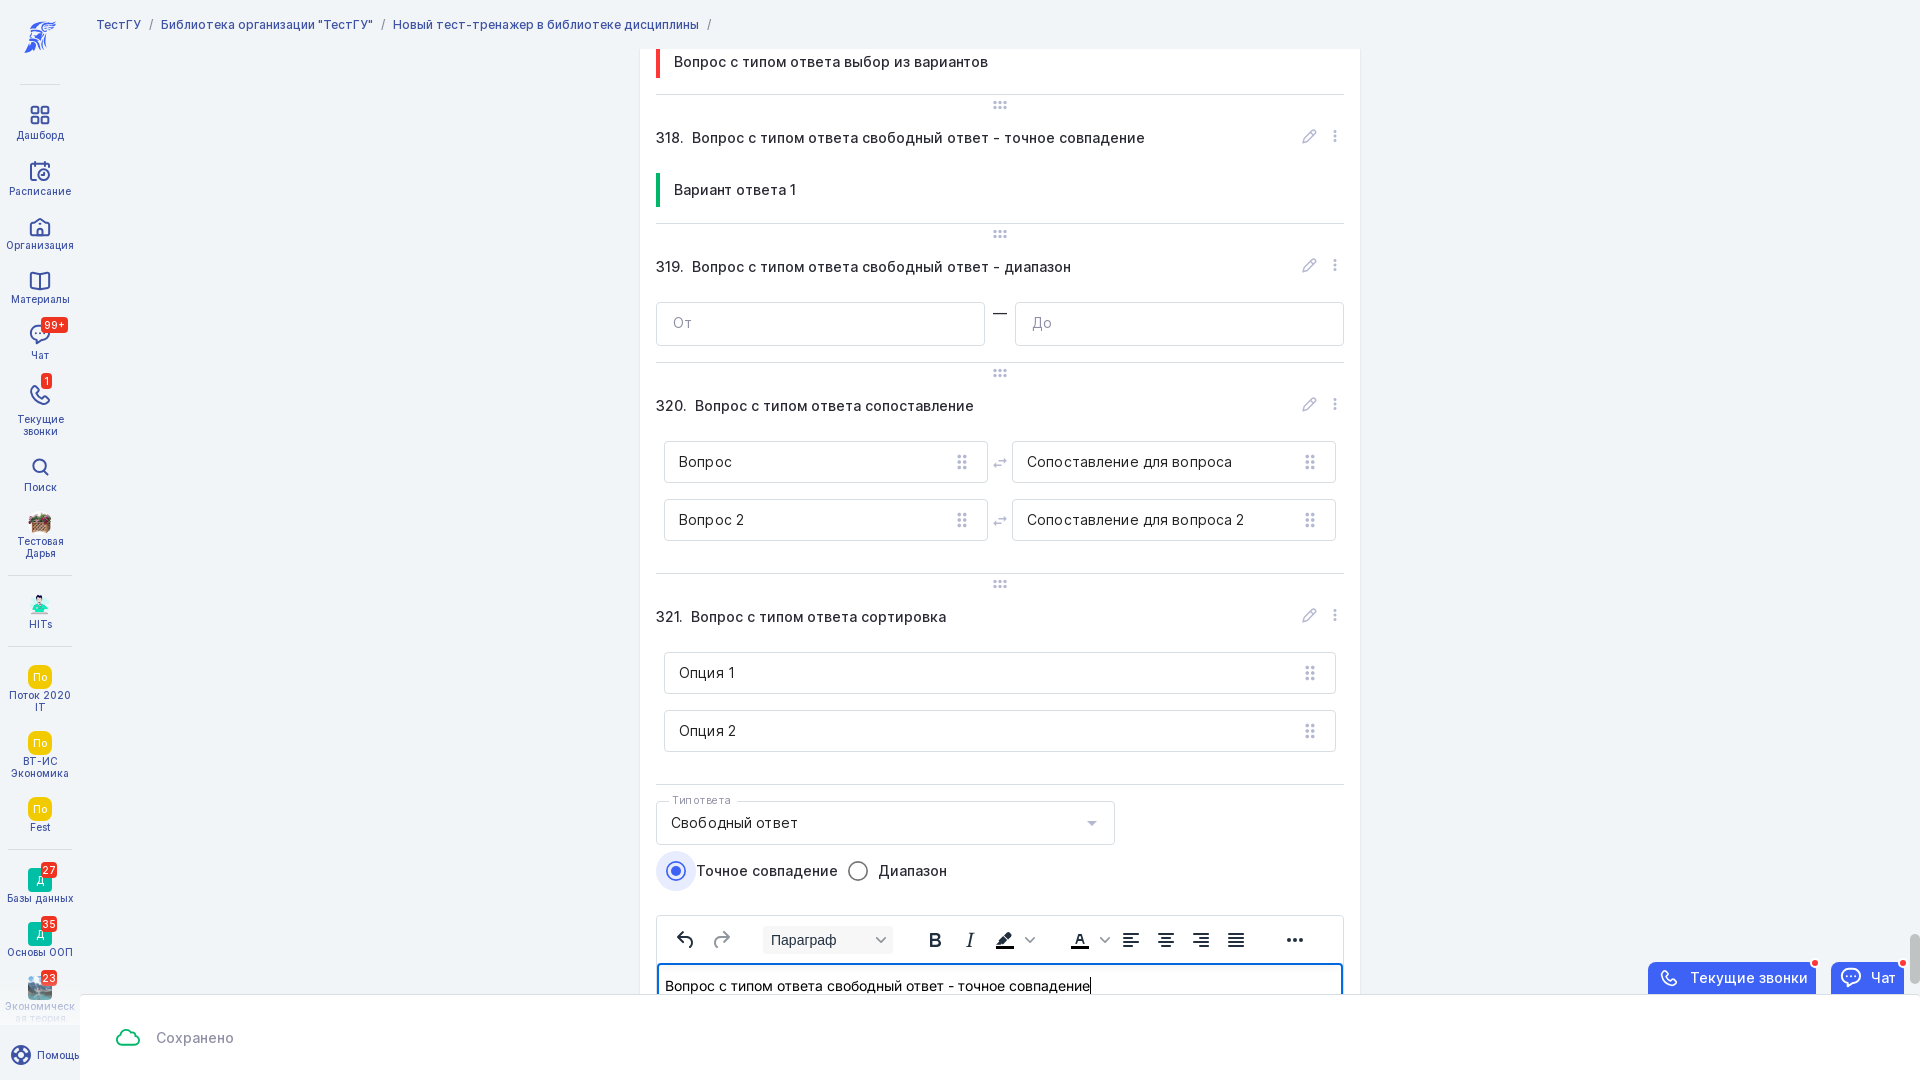 ТестГУ / Библиотека организации "ТестГУ" / Новый тест-тренажер в библиотеке дисциплины /
Дашборд
Расписание
Организация
Материалы
99+
Чат
1
Текущие
звонки
Поиск
Тестовая
Дарья
HITs
По
Поток 2020
IT
По
ВТ-ИС
Экономика
По
Fest
27
Д
Базы данных
35
Д
Основы ООП
23
Экономическ
ая теория
Помощь
Вопрос с типом ответа выбор из вариантов
318. Вопрос с типом ответа свободный ответ - точное совпадение
Вариант ответа 1
319. Вопрос с типом ответа свободный ответ - диапазон
От — До
320. Вопрос с типом ответа сопоставление
Вопрос Сопоставление для вопроса
Вопрос 2 Сопоставление для вопроса 2
321. Вопрос с типом ответа сортировка
Опция 1
Опция 2
Тип ответа
Свободный ответ
Точное совпадение Диапазон
Параграф B I A
Вопрос с типом ответа свободный ответ - точное совпадение
Текущие звонки Чат
Сохранено